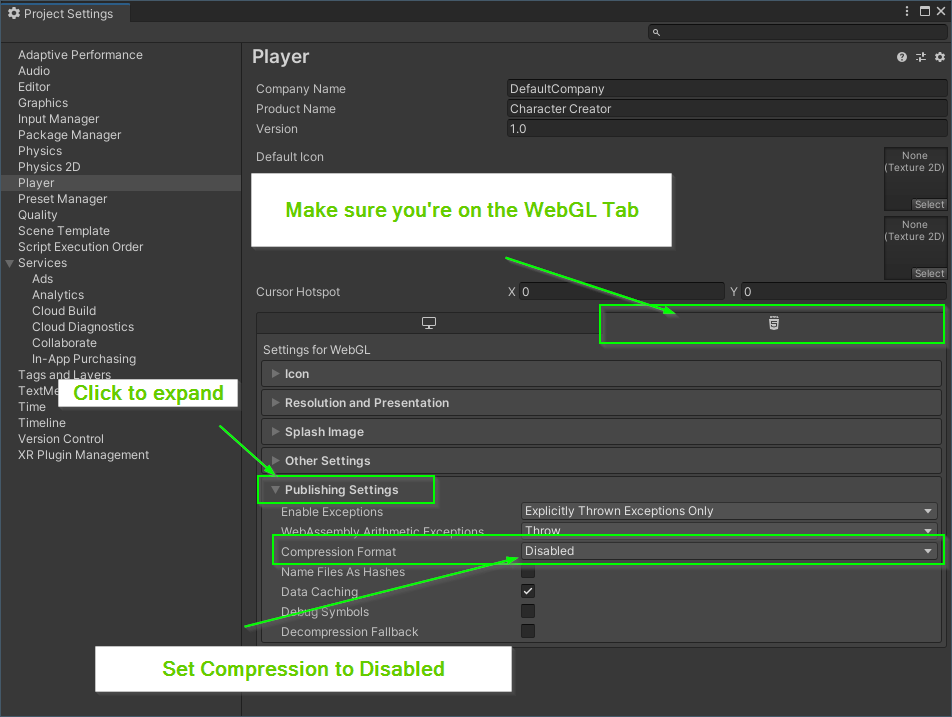 Project Settings
Adaptive Performance
Audio
Editor
Graphics
Input Manager
Package Manager
Physics
Physics 2D
Player
Preset Manager
Quality
Scene Template
Script Execution Order
Services
Ads
Analytics
Cloud Build
Cloud Diagnostics
Collaborate
In-App Purchasing
Tags and Layers
TextMe
Time
Timeline
Version Control
XR Plugin Management
Click to expand
Player
Company Name DefaultCompany
Product Name Character Creator
Version 1.0
Default Icon
None
(Texture 2D)
Select
Make sure you're on the WebGL Tab
None
(Texture 2D)
Select
Cursor Hotspot X 0 Y 0
Settings for WebGL
Icon
Resolution and Presentation
Splash Image
Other Settings
Publishing Settings
Enable Exceptions Explicitly Thrown Exceptions Only
WebAssembly Arithmetic Exceptions Throw
Compression Format Disabled
Name Files As Hashes
Data Caching
Debug Symbols
Decompression Fallback
Set Compression to Disabled